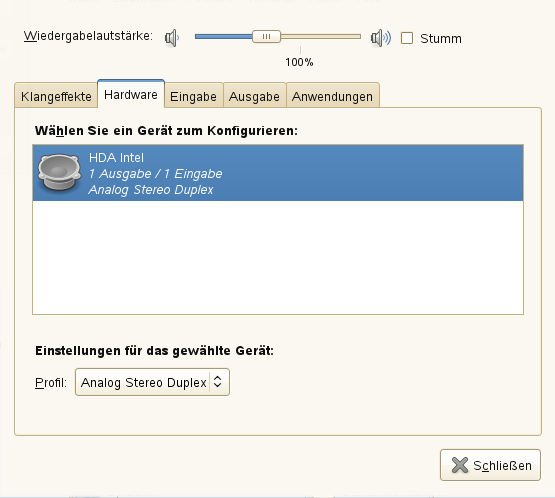 Wiedergabelautstärke:
Stumm
100%
Klangeffekte Hardware Eingabe Ausgabe Anwendungen
Wählen Sie ein Gerät zum Konfigurieren:
HDA Intel
1 Ausgabe / 1 Eingabe
Analog Stereo Duplex
Einstellungen für das gewählte Gerät:
Profil: Analog Stereo Duplex
Schließen